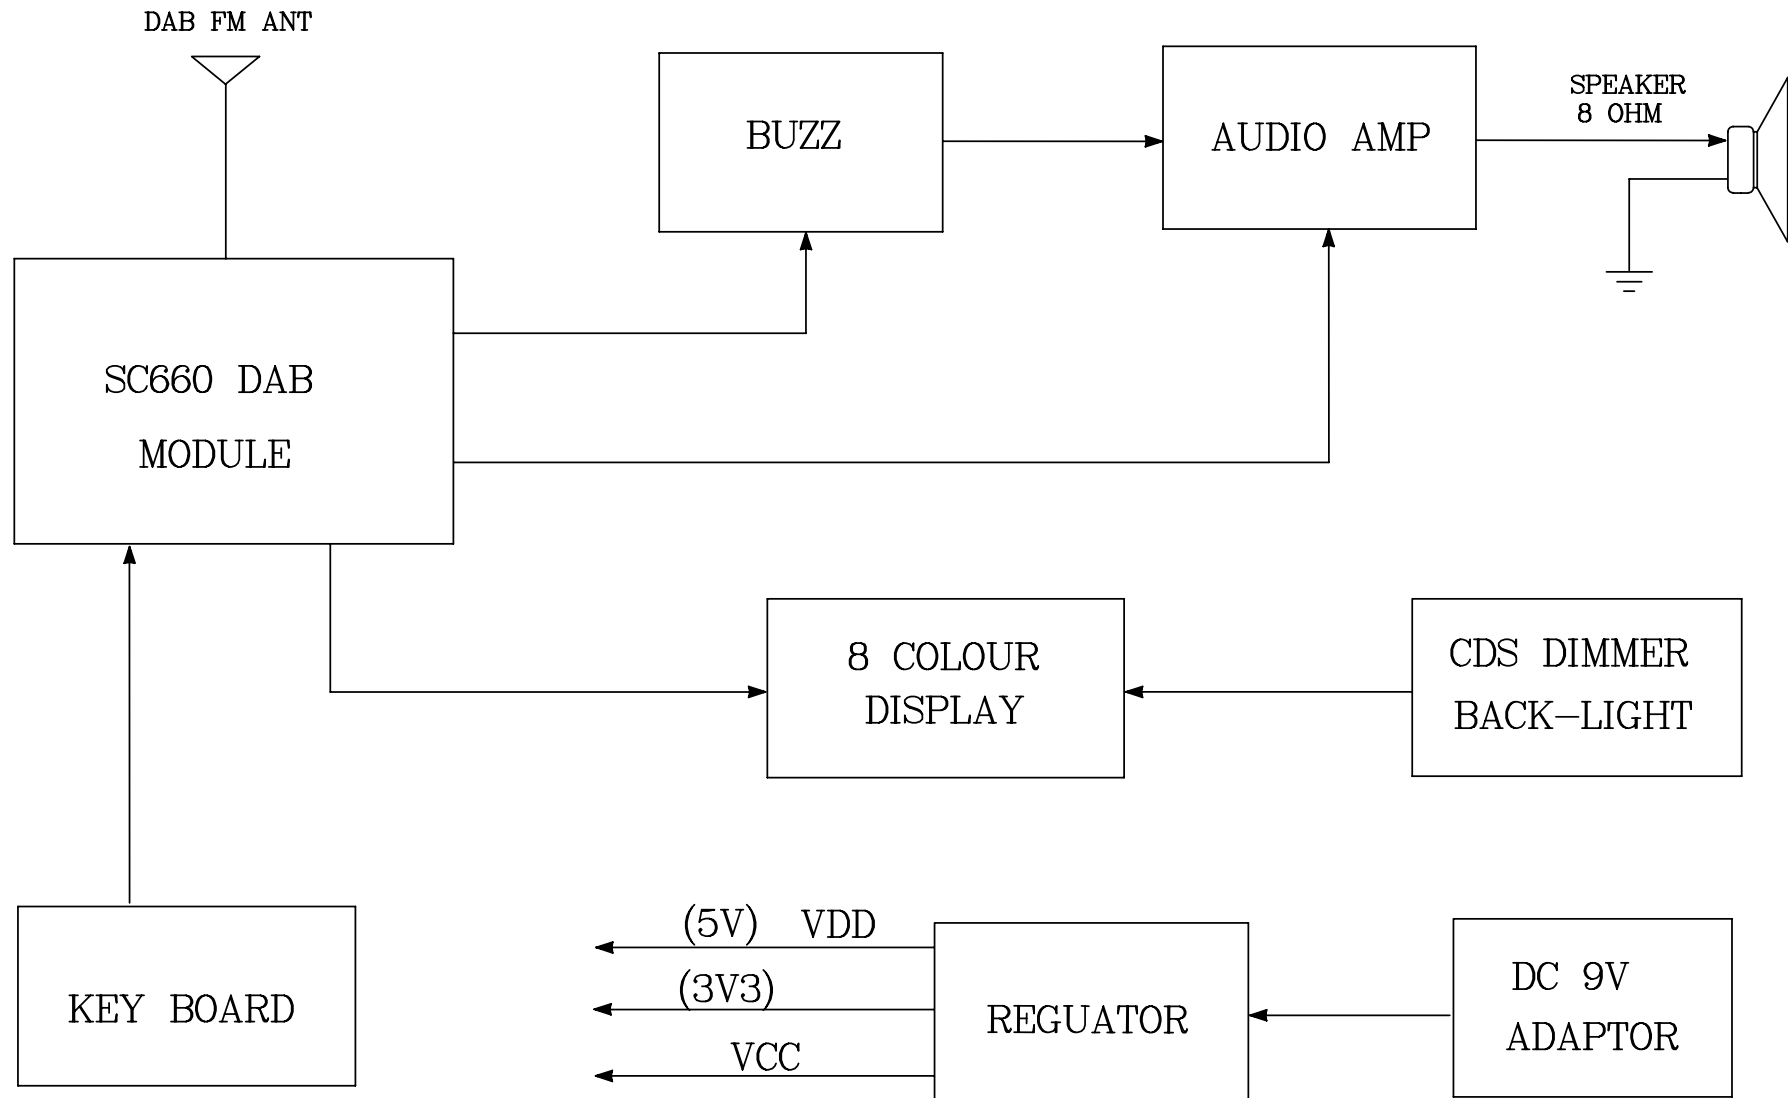 DAB FM ANT
BUZZ
AUDIO AMP
SPEAKER
8 OHM
SC660 DAB
MODULE
8 COLOUR
DISPLAY
CDS DIMMER
BACK-LIGHT
KEY BOARD
(5V) VDD
(3V3)
VCC
REGUATOR
DC 9V
ADAPTOR